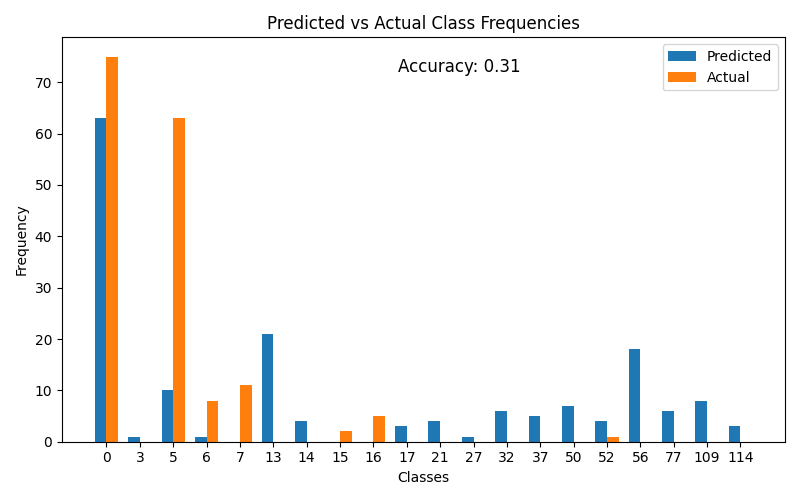 Predicted vs Actual Class Frequencies
Accuracy: 0.31
Predicted
Actual
Frequency
70
60
50
40
30
20
10
0
0 3 5 6 7 13 14 15 16 17 21 27 32 37 50 52 56 77 109 114
Classes